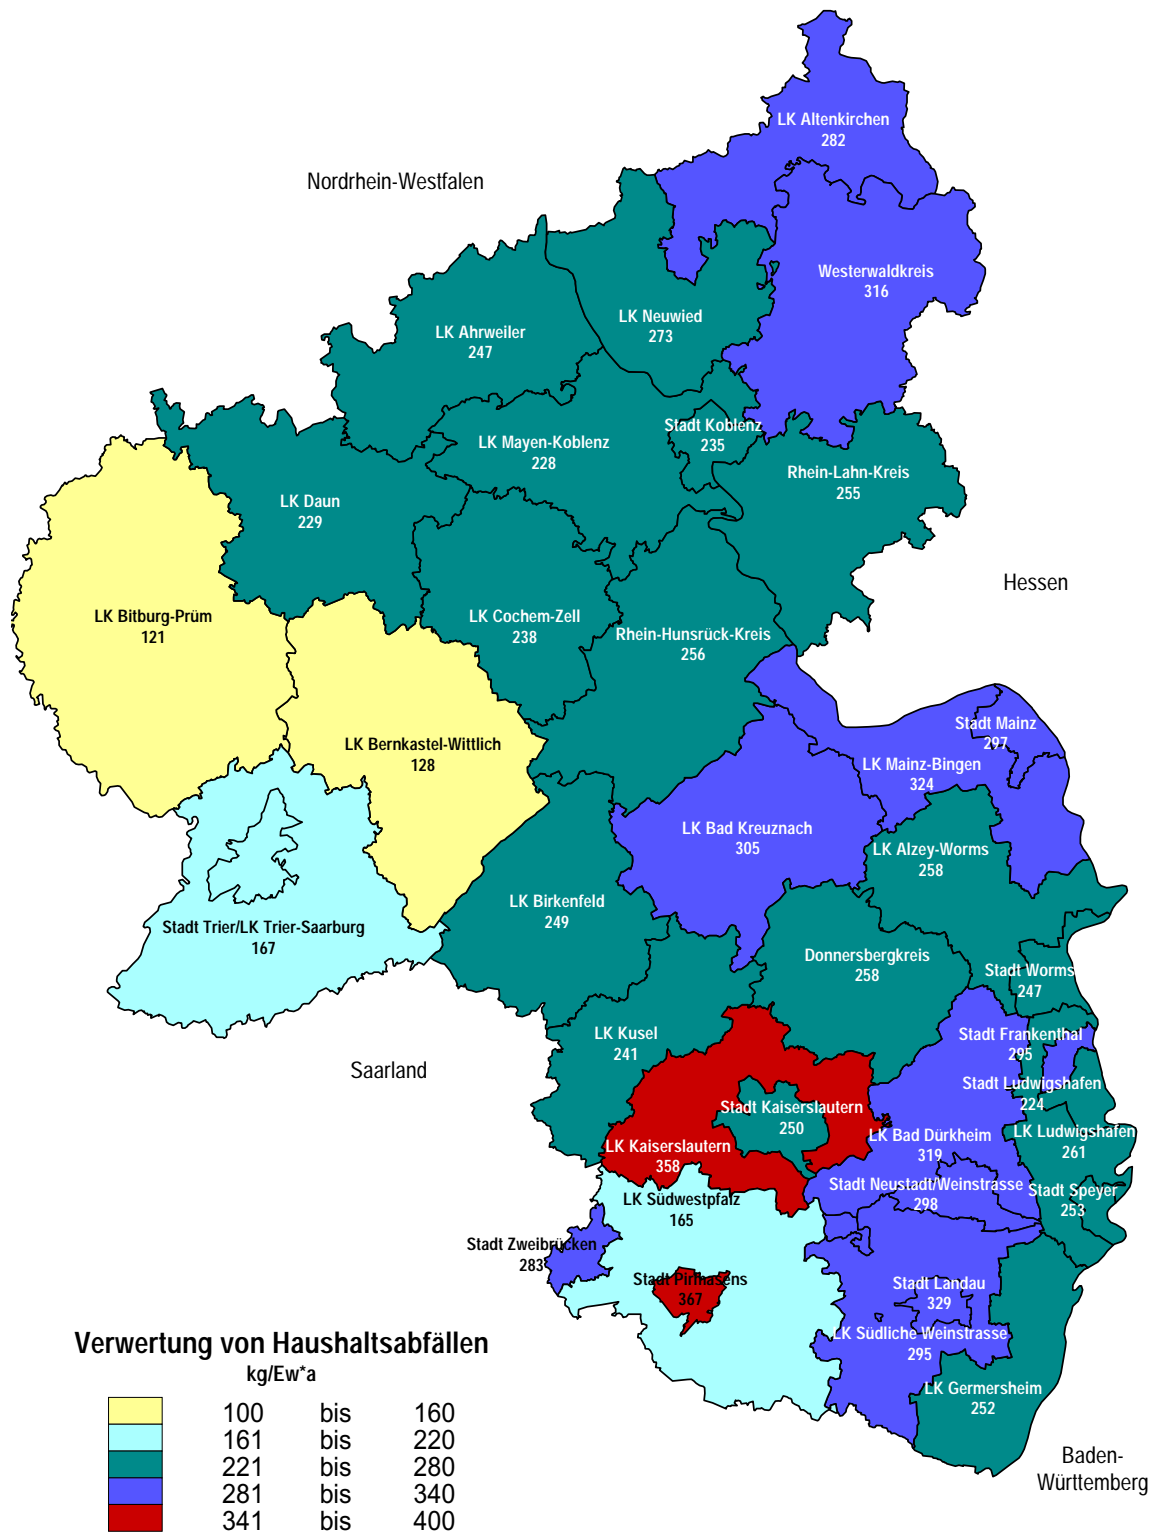 LK Altenkirchen
282
Nordrhein-Westfalen
Westerwaldkreis
316
LK Neuwied
273
LK Ahrweiler
247
Stadt Koblenz
235
LK Mayen-Koblenz
228
Rhein-Lahn-Kreis
255
LK Daun
229
Hessen
LK Bitburg-Prüm
121
LK Cochem-Zell
238
Rhein-Hunsrück-Kreis
256
Stadt Mainz
297
LK Bernkastel-Wittlich
128
LK Mainz-Bingen
324
LK Bad Kreuznach
305
LK Alzey-Worms
258
LK Birkenfeld
249
Stadt Trier/LK Trier-Saarburg
167
Donnersbergkreis
258
Stadt Worms
247
LK Kusel
241
Stadt Frankenthal
295
Saarland
Stadt Ludwigshafen
224
Stadt Kaiserslautern
250
LK Bad Dürkheim
319
LK Ludwigshafen
261
LK Kaiserslautern
358
Stadt Neustadt/Weinstrasse
298
Stadt Speyer
253
LK Südwestpfalz
165
Stadt Zweibrücken
283
Stadt Pirmasens
367
Stadt Landau
329
LK Südliche-Weinstrasse
295
LK Germersheim
252
Verwertung von Haushaltsabfällen
kg/Ew*a
100 bis 160
161 bis 220
221 bis 280
281 bis 340
341 bis 400
Baden-
Württemberg